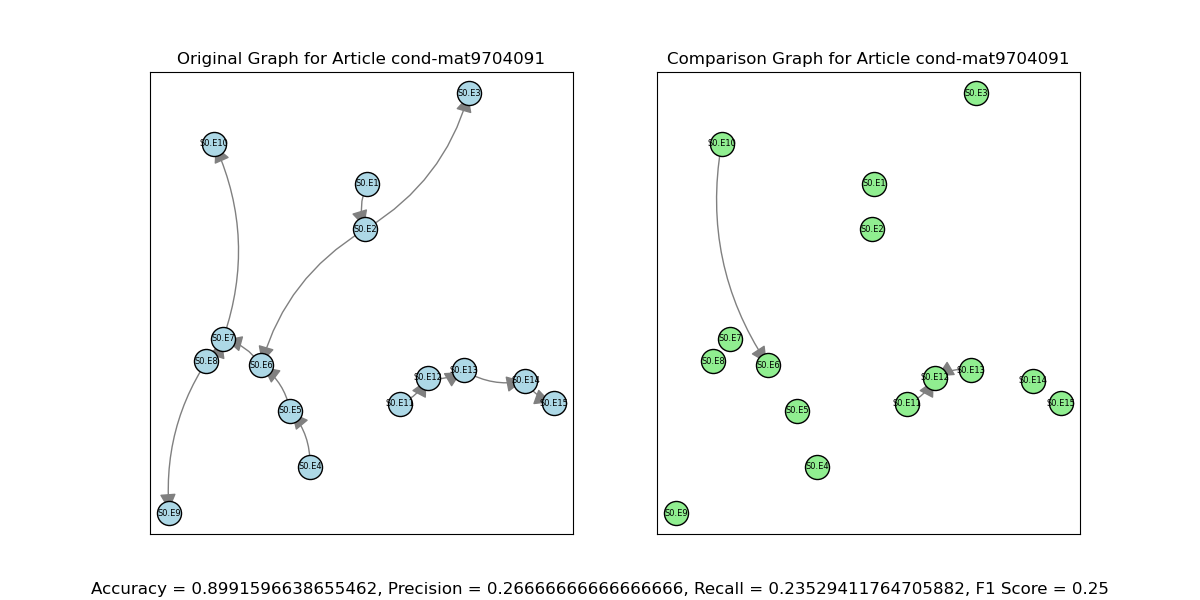 Original Graph for Article cond-mat9704091
Comparison Graph for Article cond-mat9704091
S0.E3
S0.E10
S0.E1
S0.E2
S0.E7
S0.E8
S0.E6
S0.E13
S0.E12
S0.E14
S0.E11
S0.E15
S0.E5
S0.E4
S0.E9
S0.E3
S0.E10
S0.E1
S0.E2
S0.E7
S0.E8
S0.E6
S0.E13
S0.E12
S0.E14
S0.E11
S0.E15
S0.E5
S0.E4
S0.E9
Accuracy = 0.8991596638655462, Precision = 0.26666666666666666, Recall = 0.23529411764705882, F1 Score = 0.25